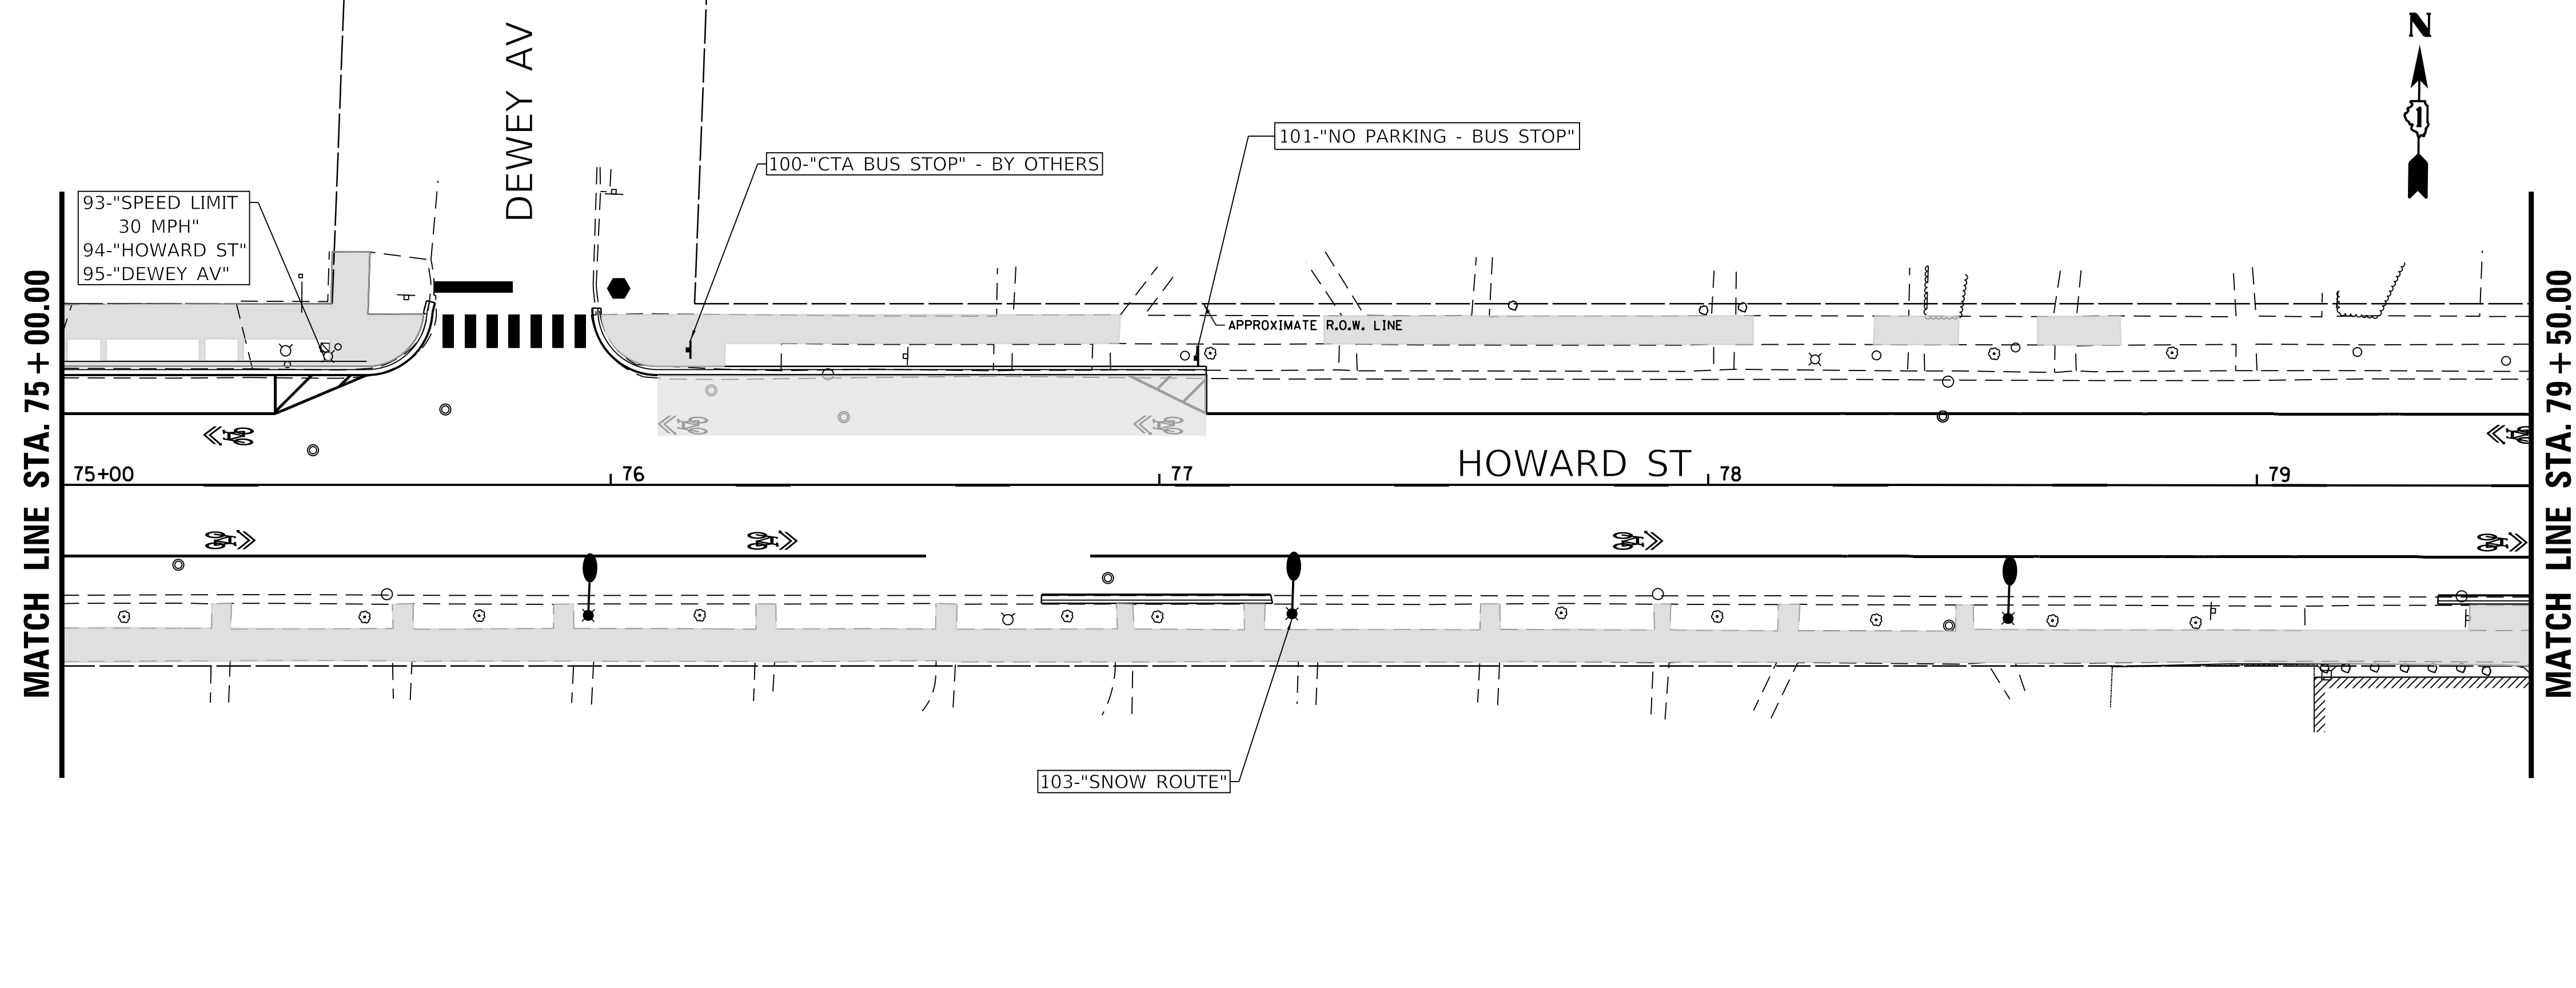 DEWEY AV
N
1
101-"NO PARKING - BUS STOP"
100-"CTA BUS STOP" - BY OTHERS
93-"SPEED LIMIT
30 MPH"
94-"HOWARD ST"
95-"DEWEY AV"
MATCH LINE STA. 75+00.00
APPROXIMATE R.O.W. LINE
MATCH LINE STA. 79+50.00
HOWARD ST
75+00
76
77
78
79
103-"SNOW ROUTE"